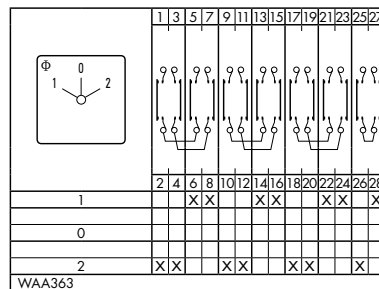 1 3 5 7 9 11 13 15 17 19 21 23 25 27
Φ
0
1 2
2 4 6 8 10 12 14 16 18 20 22 24 26 28
1 X X X X X X X
0
2 X X X X X X X
WAA363